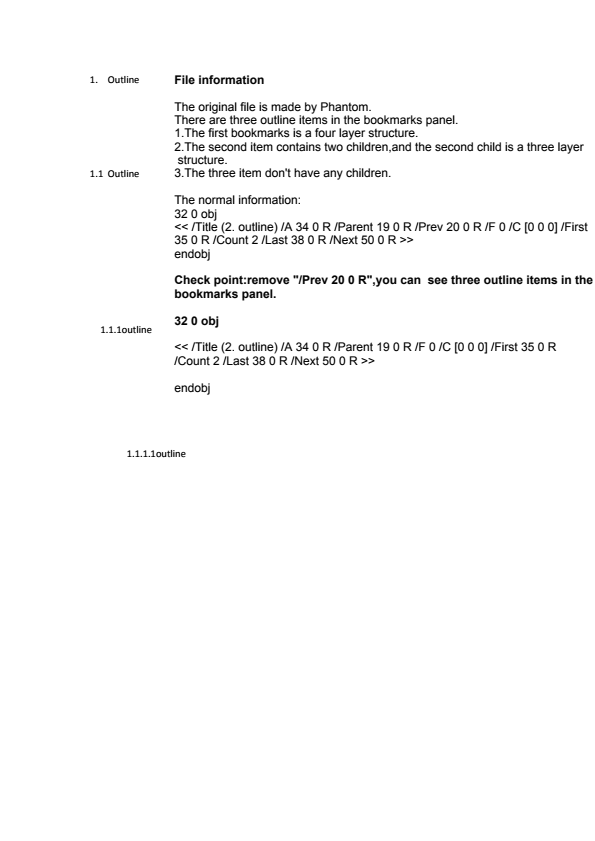 1. Outline
File information
The original file is made by Phantom.
There are three outline items in the bookmarks panel.
1.The first bookmarks is a four layer structure.
2.The second item contains two children,and the second child is a three layer
structure.
1.1 Outline
3.The three item don't have any children.
The normal information:
32 0 obj
<< /Title (2. outline) /A 34 0 R /Parent 19 0 R /Prev 20 0 R /F 0 /C [0 0 0] /First
35 0 R /Count 2 /Last 38 0 R /Next 50 0 R >>
endobj
Check point:remove "/Prev 20 0 R",you can see three outline items in the
bookmarks panel.
32 0 obj
1.1.1outline
<< /Title (2. outline) /A 34 0 R /Parent 19 0 R /F 0 /C [0 0 0] /First 35 0 R
/Count 2 /Last 38 0 R /Next 50 0 R >>
endobj
1.1.1.1outline